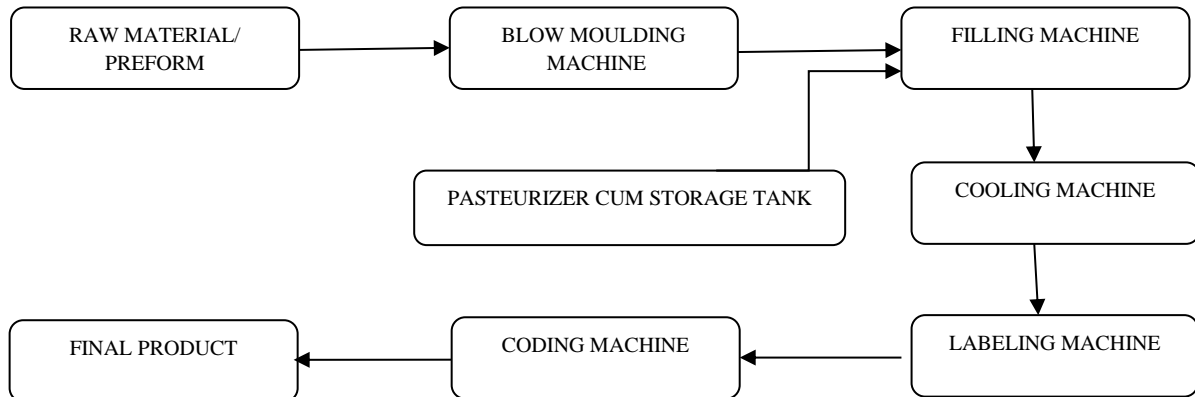 RAW MATERIAL/
PREFORM
BLOW MOULDING
MACHINE
FILLING MACHINE
PASTEURIZER CUM STORAGE TANK
COOLING MACHINE
LABELING MACHINE
CODING MACHINE
FINAL PRODUCT